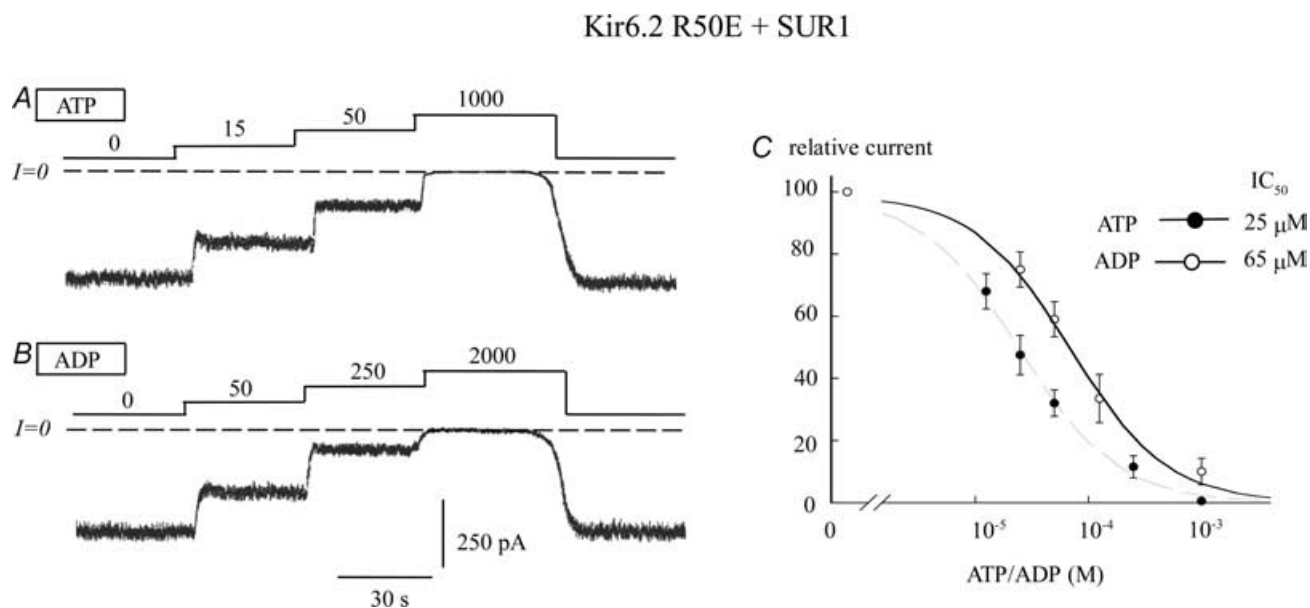 Kir6.2 R50E + SUR1
A ATP
0 15 50 1000
I=0
B ADP
0 50 250 2000
I=0
250 pA
30 s
C relative current
100
80
60
40
20
0
0 10⁻⁵ 10⁻⁴ 10⁻³
ATP/ADP (M)
IC₅₀
ATP 25 μM
ADP 65 μM